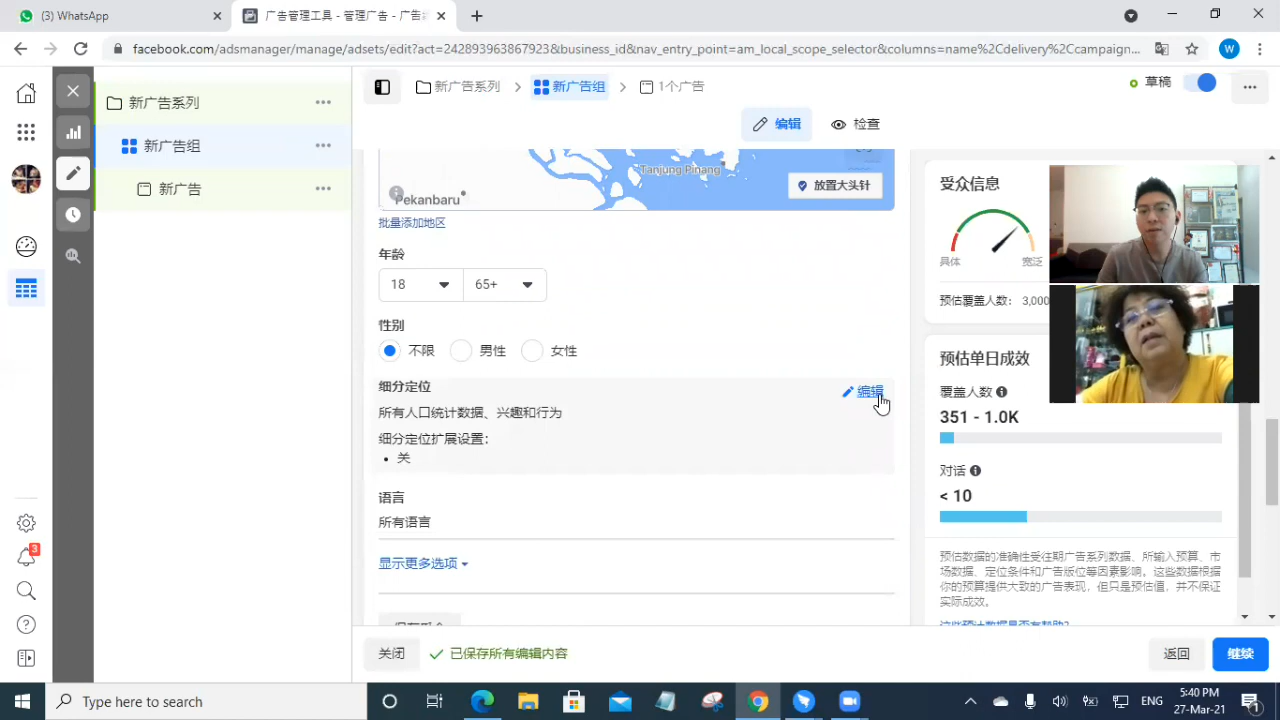 (3) WhatsApp
广告管理工具 - 管理广告 - 广告
facebook.com/adsmanager/manage/adsets/edit?act=242893963867923&business_id&nav_entry_point=am_local_scope_selector&columns=name%2Cdelivery%2Ccampaign...
W
新广告系列
新广告组
新广告
新广告系列 > 新广告组 > 1个广告
草稿
编辑
检查
Tanjung Pinang
Pekanbaru
放置大头针
批量添加地区
年龄
18
65+
性别
不限
男性
女性
细分定位
编辑
所有人口统计数据、兴趣和行为
细分定位扩展设置：
• 关
语言
所有语言
显示更多选项
受众信息
具体
宽泛
预估覆盖人数： 3,000
预估单日成效
覆盖人数
351 - 1.0K
对话
< 10
预估数据的准确性受往期广告系列数据、所输入预算、市
场数据、定位条件和广告版位等因素影响。这些数据根据
你的预算提供大致的广告表现，但只是预估值，并不保证
实际成效。
3
关闭
已保存所有编辑内容
返回
继续
Type here to search
ENG
5:40 PM
27-Mar-21
1